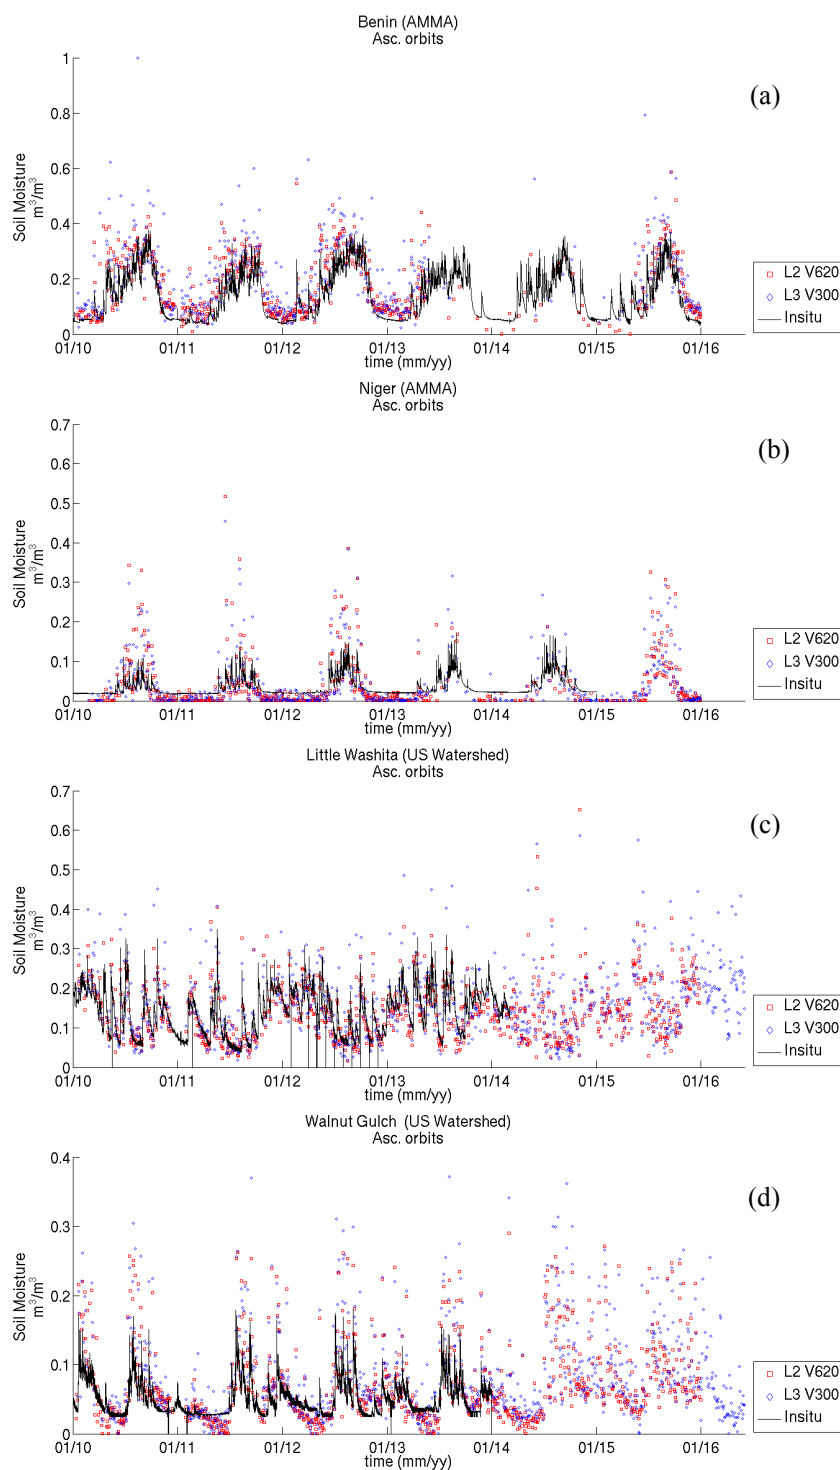 Benin (AMMA)
Asc. orbits
(a)
Soil Moisture
m³/m³
1
0.8
0.6
0.4
0.2
0
01/10 01/11 01/12 01/13 01/14 01/15 01/16
time (mm/yy)
L2 V620
L3 V300
Insitu
Niger (AMMA)
Asc. orbits
(b)
Soil Moisture
m³/m³
0.7
0.6
0.5
0.4
0.3
0.2
0.1
0
01/10 01/11 01/12 01/13 01/14 01/15 01/16
time (mm/yy)
L2 V620
L3 V300
Insitu
Little Washita (US Watershed)
Asc. orbits
(c)
Soil Moisture
m³/m³
0.7
0.6
0.5
0.4
0.3
0.2
0.1
0
01/10 01/11 01/12 01/13 01/14 01/15 01/16
time (mm/yy)
L2 V620
L3 V300
Insitu
Walnut Gulch (US Watershed)
Asc. orbits
(d)
Soil Moisture
m³/m³
0.4
0.3
0.2
0.1
0
01/10 01/11 01/12 01/13 01/14 01/15 01/16
time (mm/yy)
L2 V620
L3 V300
Insitu